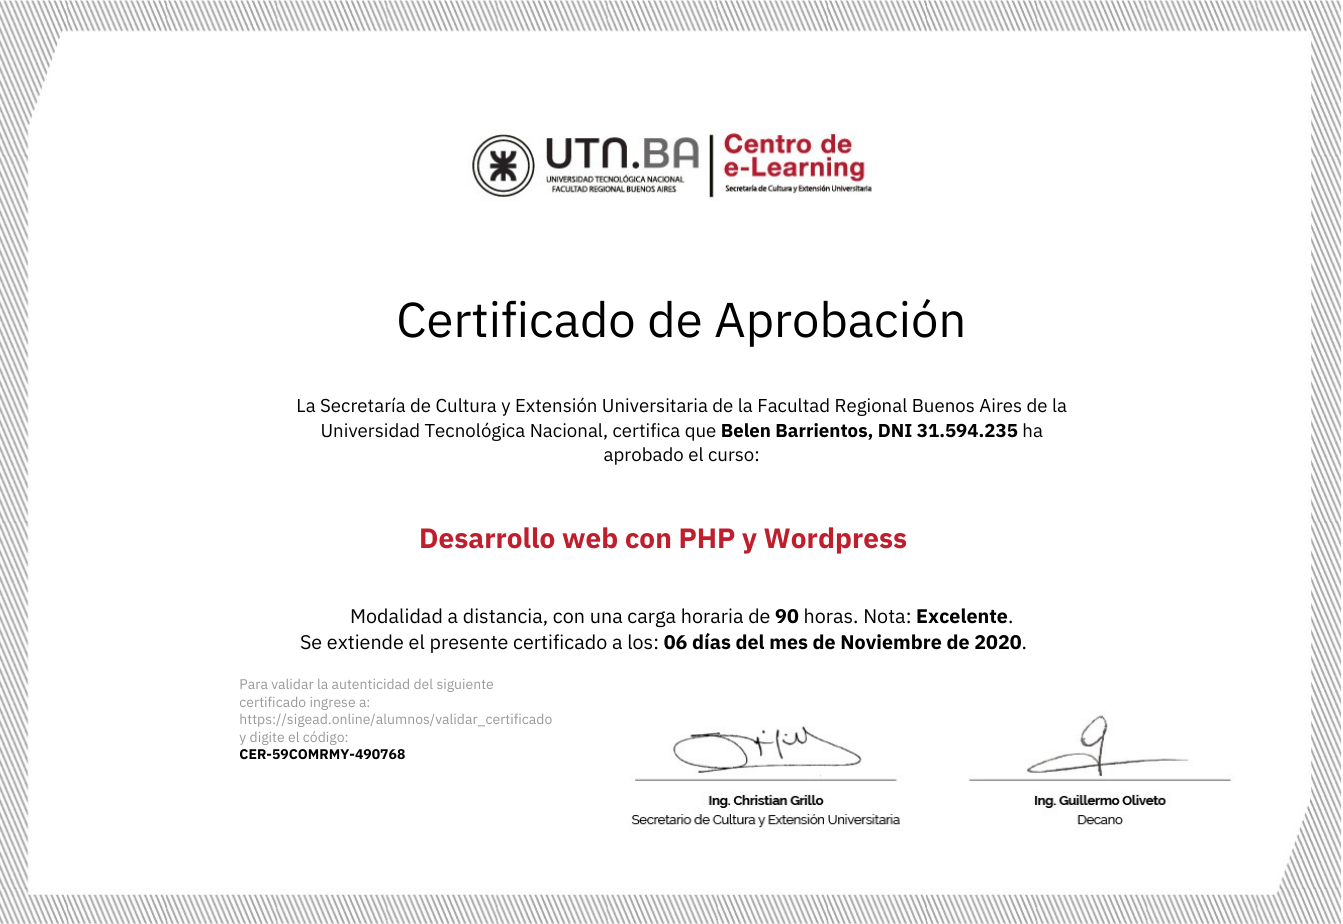 UTN.BA
UNIVERSIDAD TECNOLÓGICA NACIONAL
FACULTAD REGIONAL BUENOS AIRES
Centro de
e-Learning
Secretaría de Cultura y Extensión Universitaria
Certificado de Aprobación
La Secretaría de Cultura y Extensión Universitaria de la Facultad Regional Buenos Aires de la
Universidad Tecnológica Nacional, certifica que Belen Barrientos, DNI 31.594.235 ha
aprobado el curso:
Desarrollo web con PHP y Wordpress
Modalidad a distancia, con una carga horaria de 90 horas. Nota: Excelente.
Se extiende el presente certificado a los: 06 días del mes de Noviembre de 2020.
Para validar la autenticidad del siguiente
certificado ingrese a:
https://sigead.online/alumnos/validar_certificado
y digite el código:
CER-59COMRMY-490768
Ing. Christian Grillo
Secretario de Cultura y Extensión Universitaria
Ing. Guillermo Oliveto
Decano